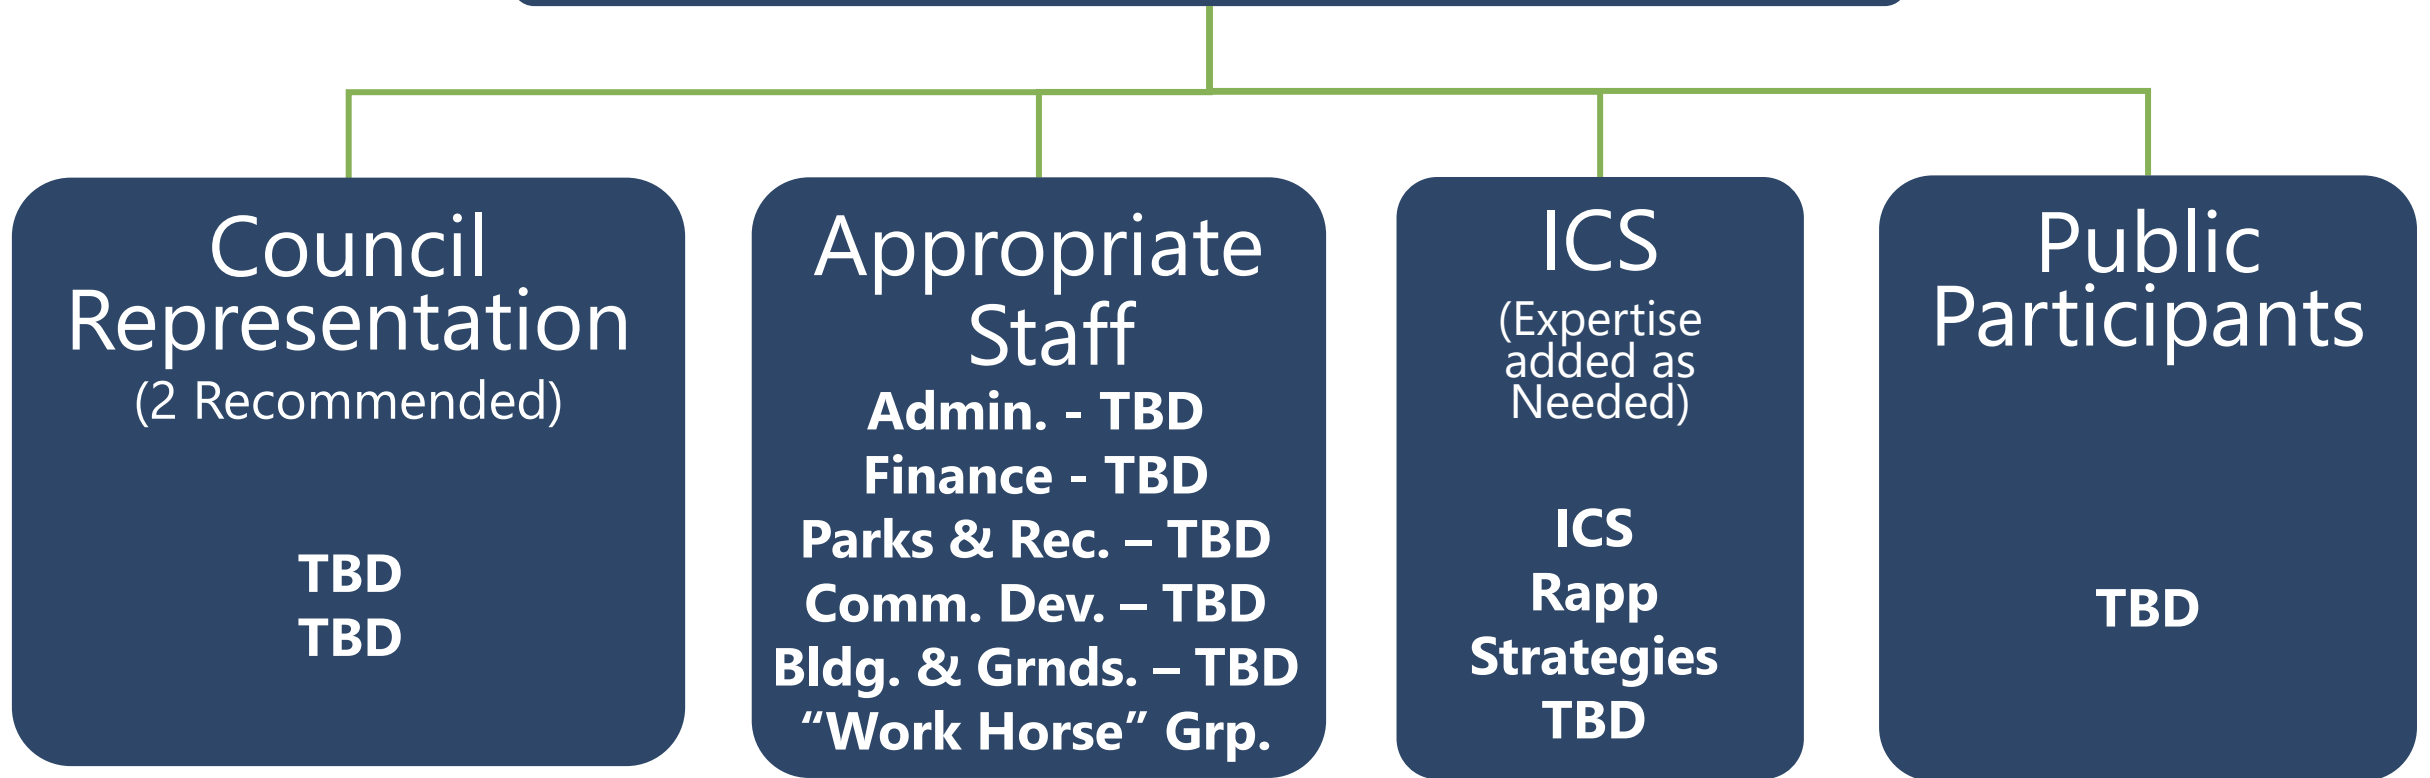 Council
Representation
(2 Recommended)
TBD
TBD
Appropriate
Staff
Admin. - TBD
Finance - TBD
Parks & Rec. – TBD
Comm. Dev. – TBD
Bldg. & Grnds. – TBD
“Work Horse” Grp.
ICS
(Expertise
added as
Needed)
ICS
Rapp
Strategies
TBD
Public
Participants
TBD